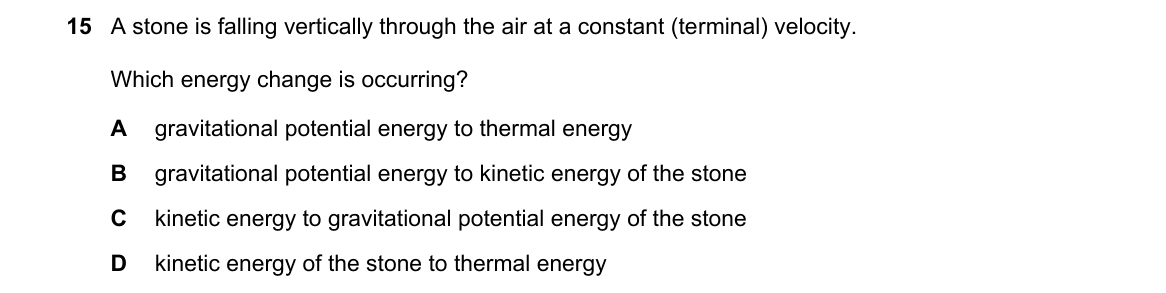 15 A stone is falling vertically through the air at a constant (terminal) velocity.
Which energy change is occurring?
A gravitational potential energy to thermal energy
B gravitational potential energy to kinetic energy of the stone
C kinetic energy to gravitational potential energy of the stone
D kinetic energy of the stone to thermal energy